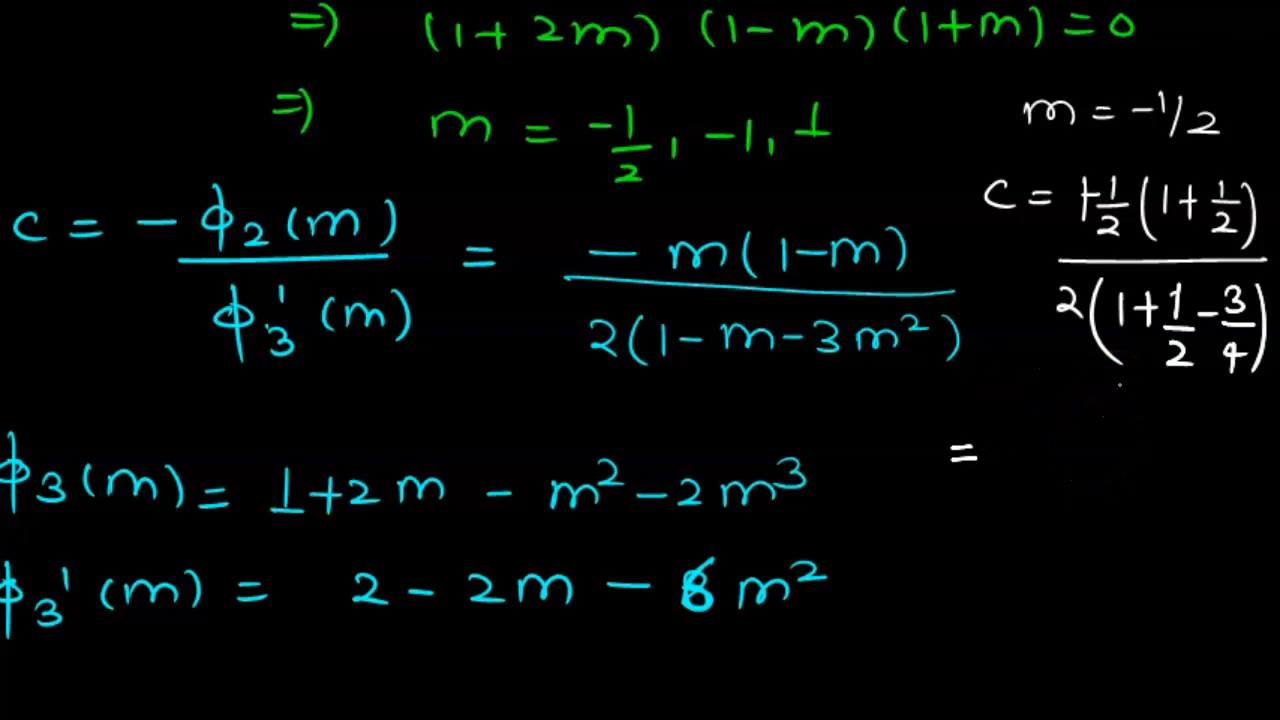 =) (1+2m) (1-m) (1+m) = 0
=) m = -1/2, -1, 1
m = -1/2
c = -ϕ2(m)/ϕ3'(m) = -m(1-m)/2(1-m-3m²)
c = +1/2(1+1/2)/2(1+1/2-3/4)
=
ϕ3(m) = 1+2m - m² - 2m³
ϕ3'(m) = 2 - 2m - 6m²